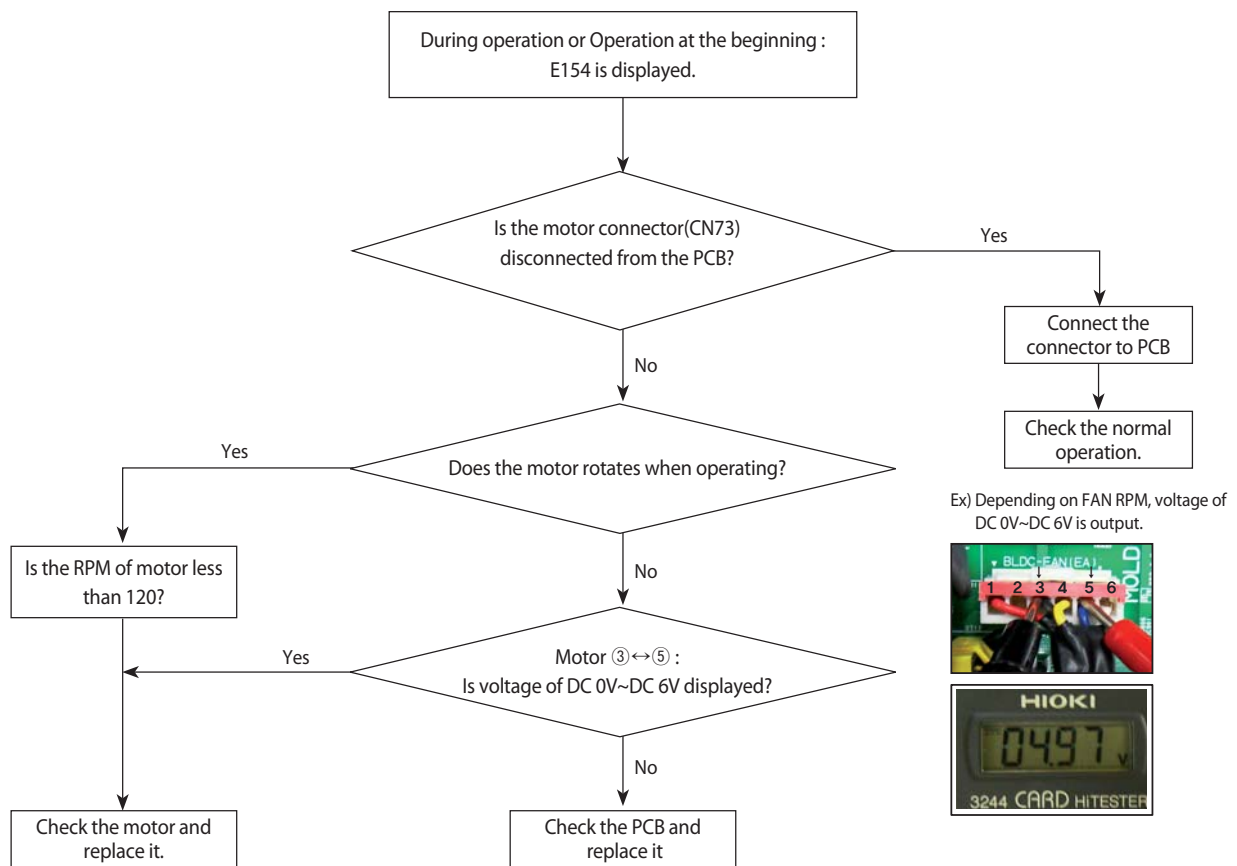 During operation or Operation at the beginning :
E154 is displayed.
Is the motor connector(CN73)
disconnected from the PCB?
Yes
Connect the
connector to PCB
Check the normal
operation.
No
Does the motor rotates when operating?
Yes
Is the RPM of motor less
than 120?
No
Motor ③↔⑤ :
Is voltage of DC 0V~DC 6V displayed?
Yes
No
Check the motor and
replace it.
Check the PCB and
replace it
Ex) Depending on FAN RPM, voltage of
DC 0V~DC 6V is output.
BLDC-FAN(EA)
1 2 3 4 5 6
MOLD
HIOKI
04.97 V
3244 CARD HiTESTER